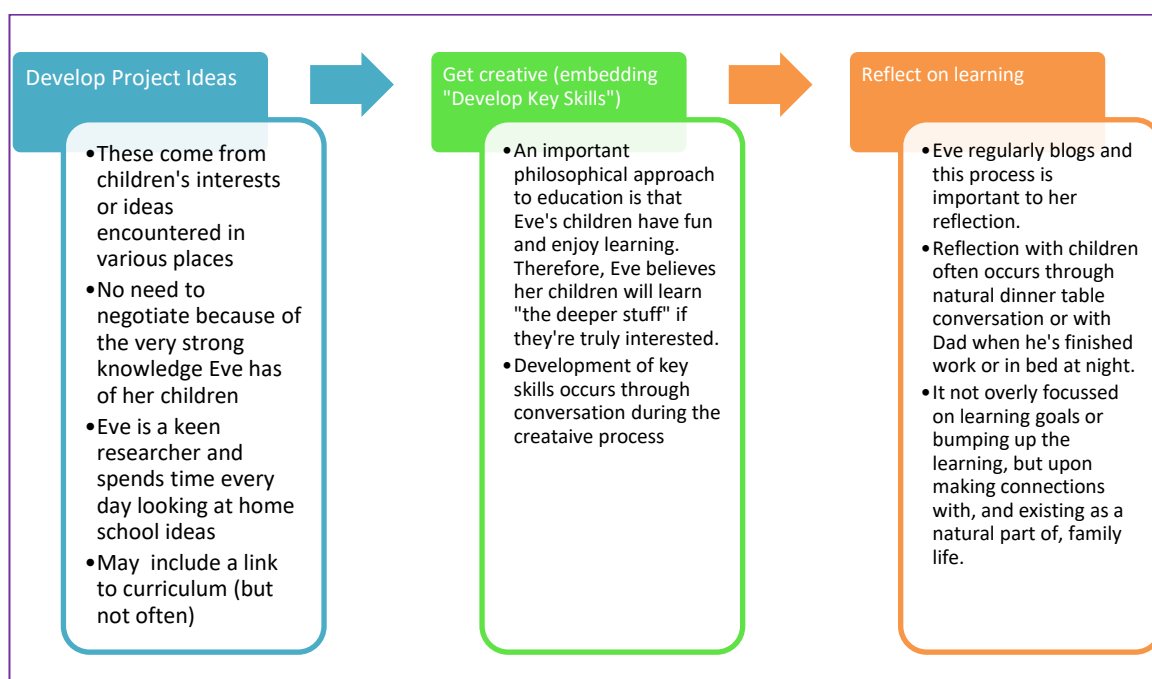 Develop Project Ideas
•These come from
children's interests
or ideas
encountered in
various places
•No need to
negotiate because of
the very strong
knowledge Eve has
of her children
•Eve is a keen
researcher and
spends time every
day looking at home
school ideas
•May  include a link
to curriculum (but
not often)
Get creative (embedding
"Develop Key Skills")
•An important
philosophical approach
to education is that
Eve's children have fun
and enjoy learning.
Therefore, Eve believes
her children will learn
"the deeper stuff" if
they're truly interested.
•Development of key
skills occurs through
conversation during the
creataive process
Reflect on learning
•Eve regularly blogs and
this process is
important to her
reflection.
•Reflection with children
often occurs through
natural dinner table
conversation or with
Dad when he's finished
work or in bed at night.
•It not overly focussed
on learning goals or
bumping up the
learning, but upon
making connections
with, and existing as a
natural part of, family
life.